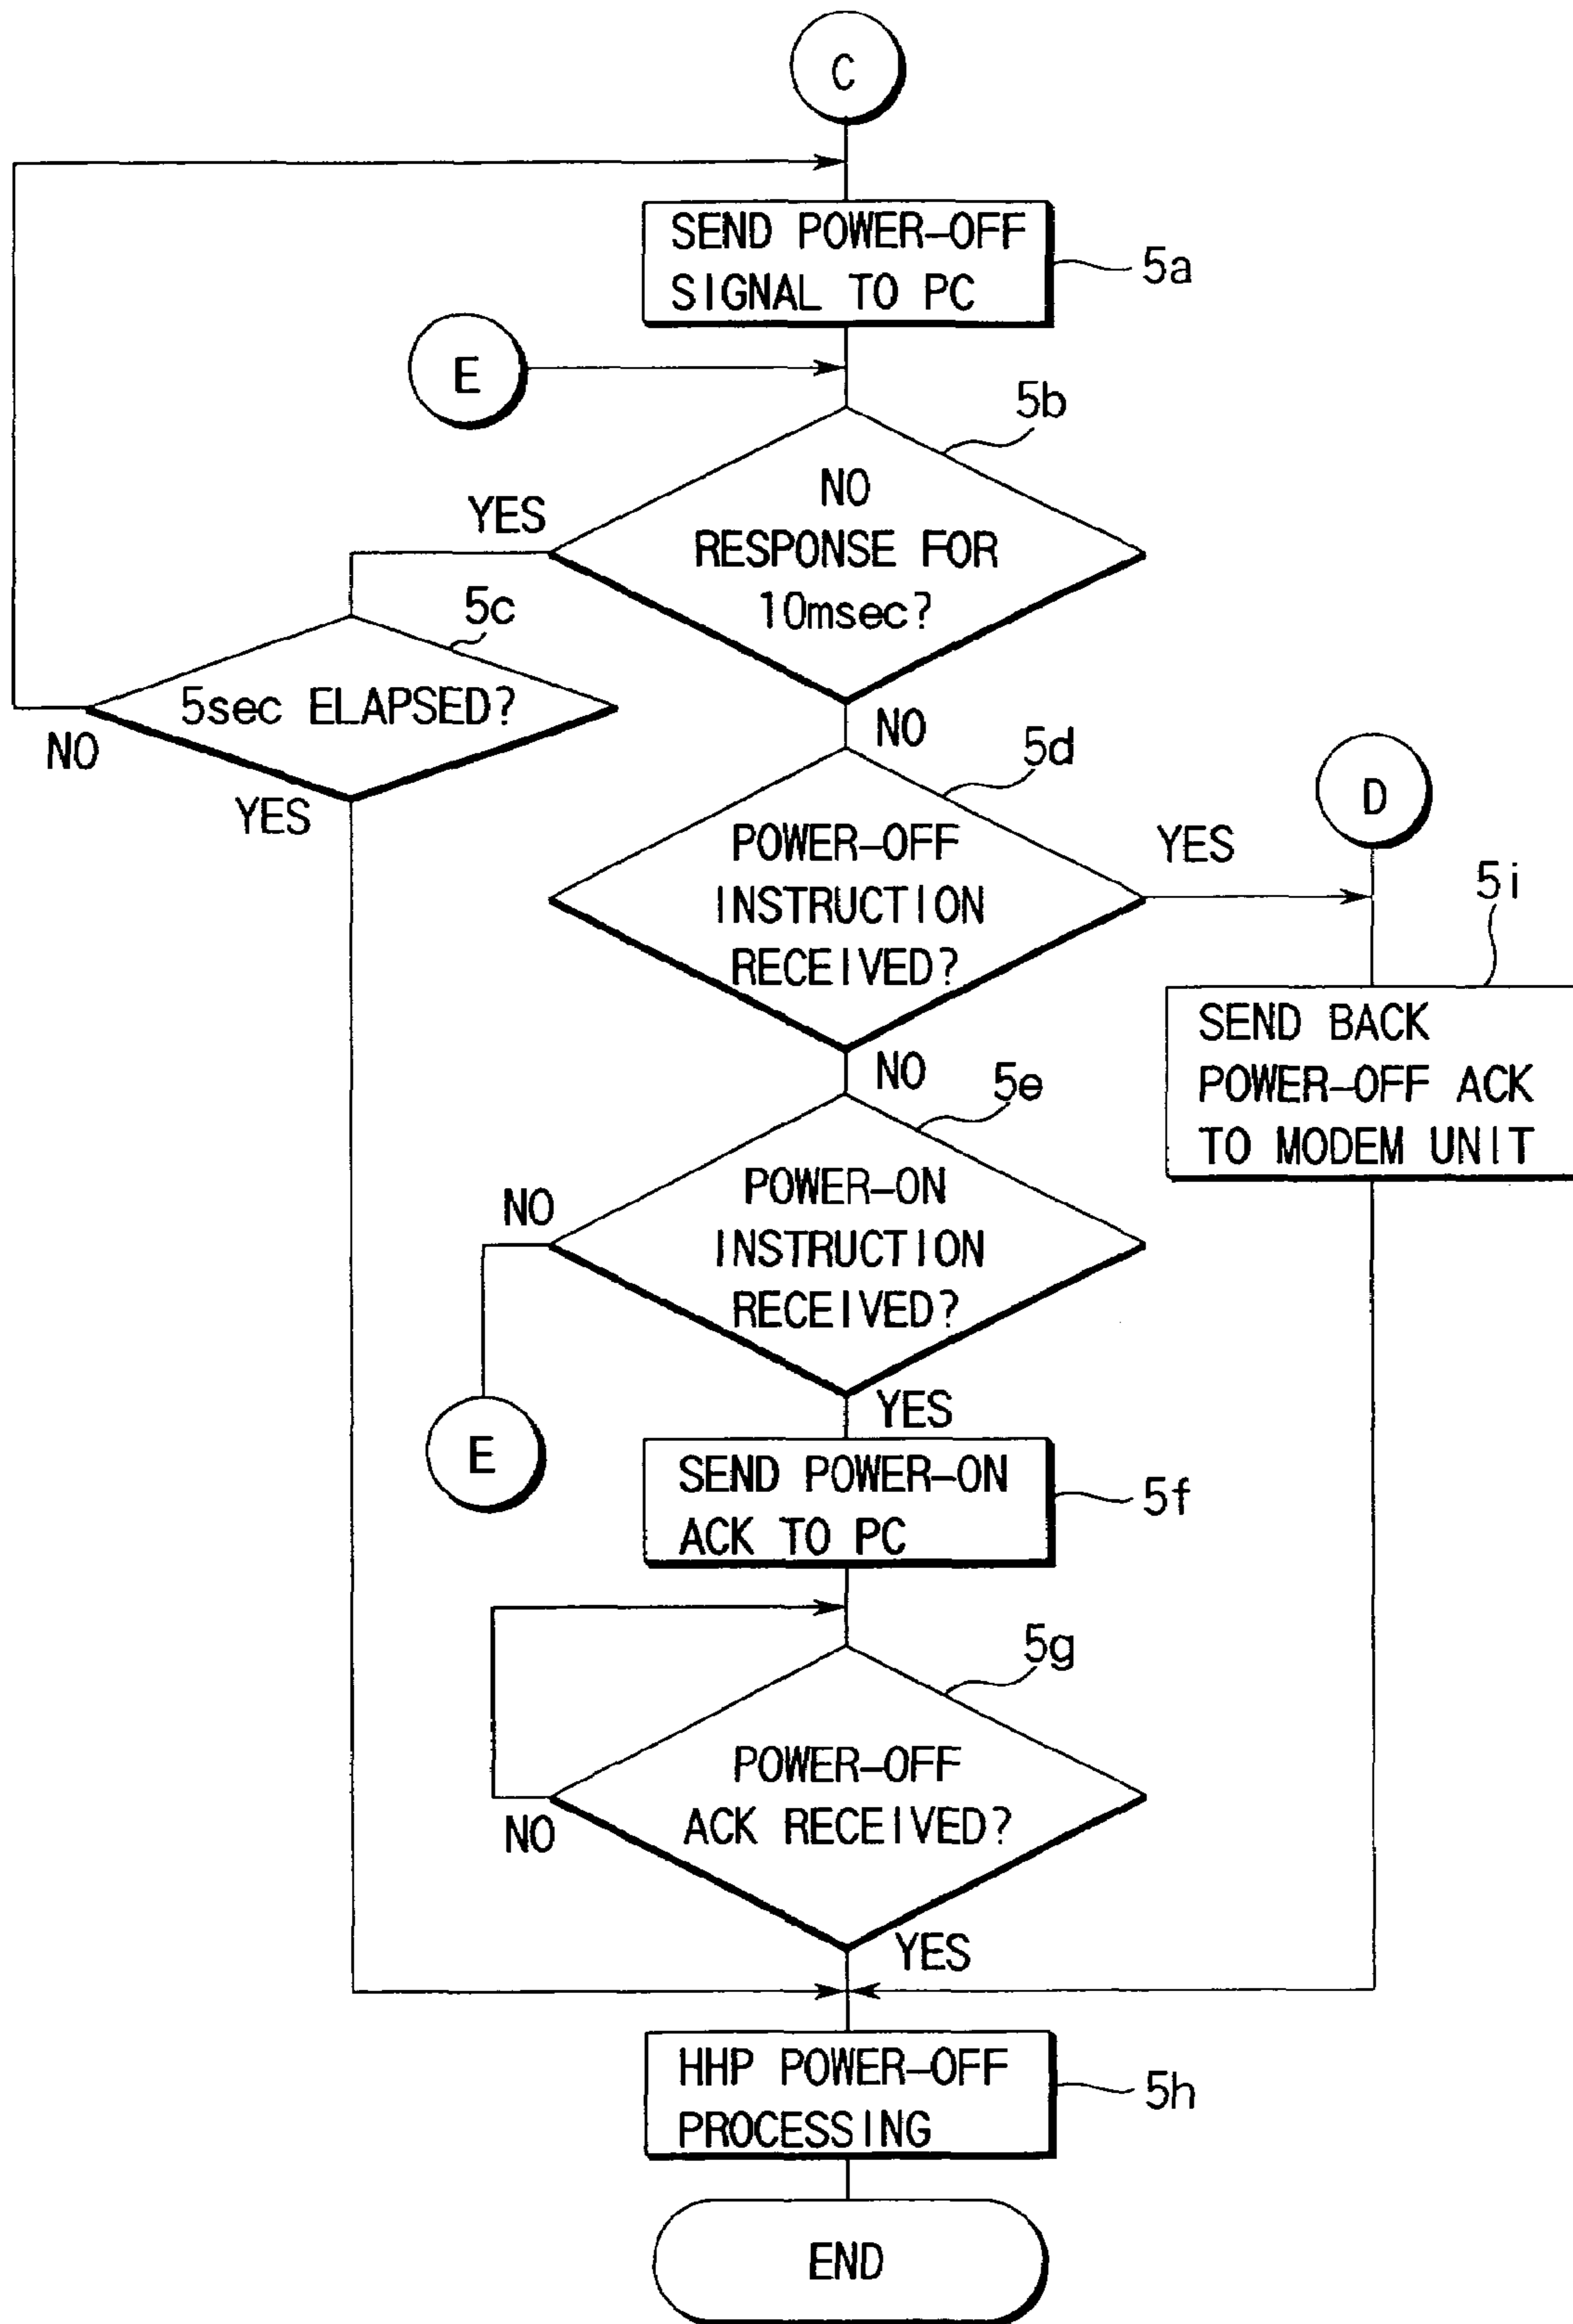 C
SEND POWER-OFF
SIGNAL TO PC
5a
E
5b
NO
RESPONSE FOR
10msec?
YES
5c
5sec ELAPSED?
NO
YES
NO
5d
POWER-OFF
INSTRUCTION
RECEIVED?
YES
D
5i
SEND BACK
POWER-OFF ACK
TO MODEM UNIT
NO
5e
POWER-ON
INSTRUCTION
RECEIVED?
NO
E
YES
SEND POWER-ON
ACK TO PC
5f
5g
POWER-OFF
ACK RECEIVED?
NO
YES
HHP POWER-OFF
PROCESSING
5h
END